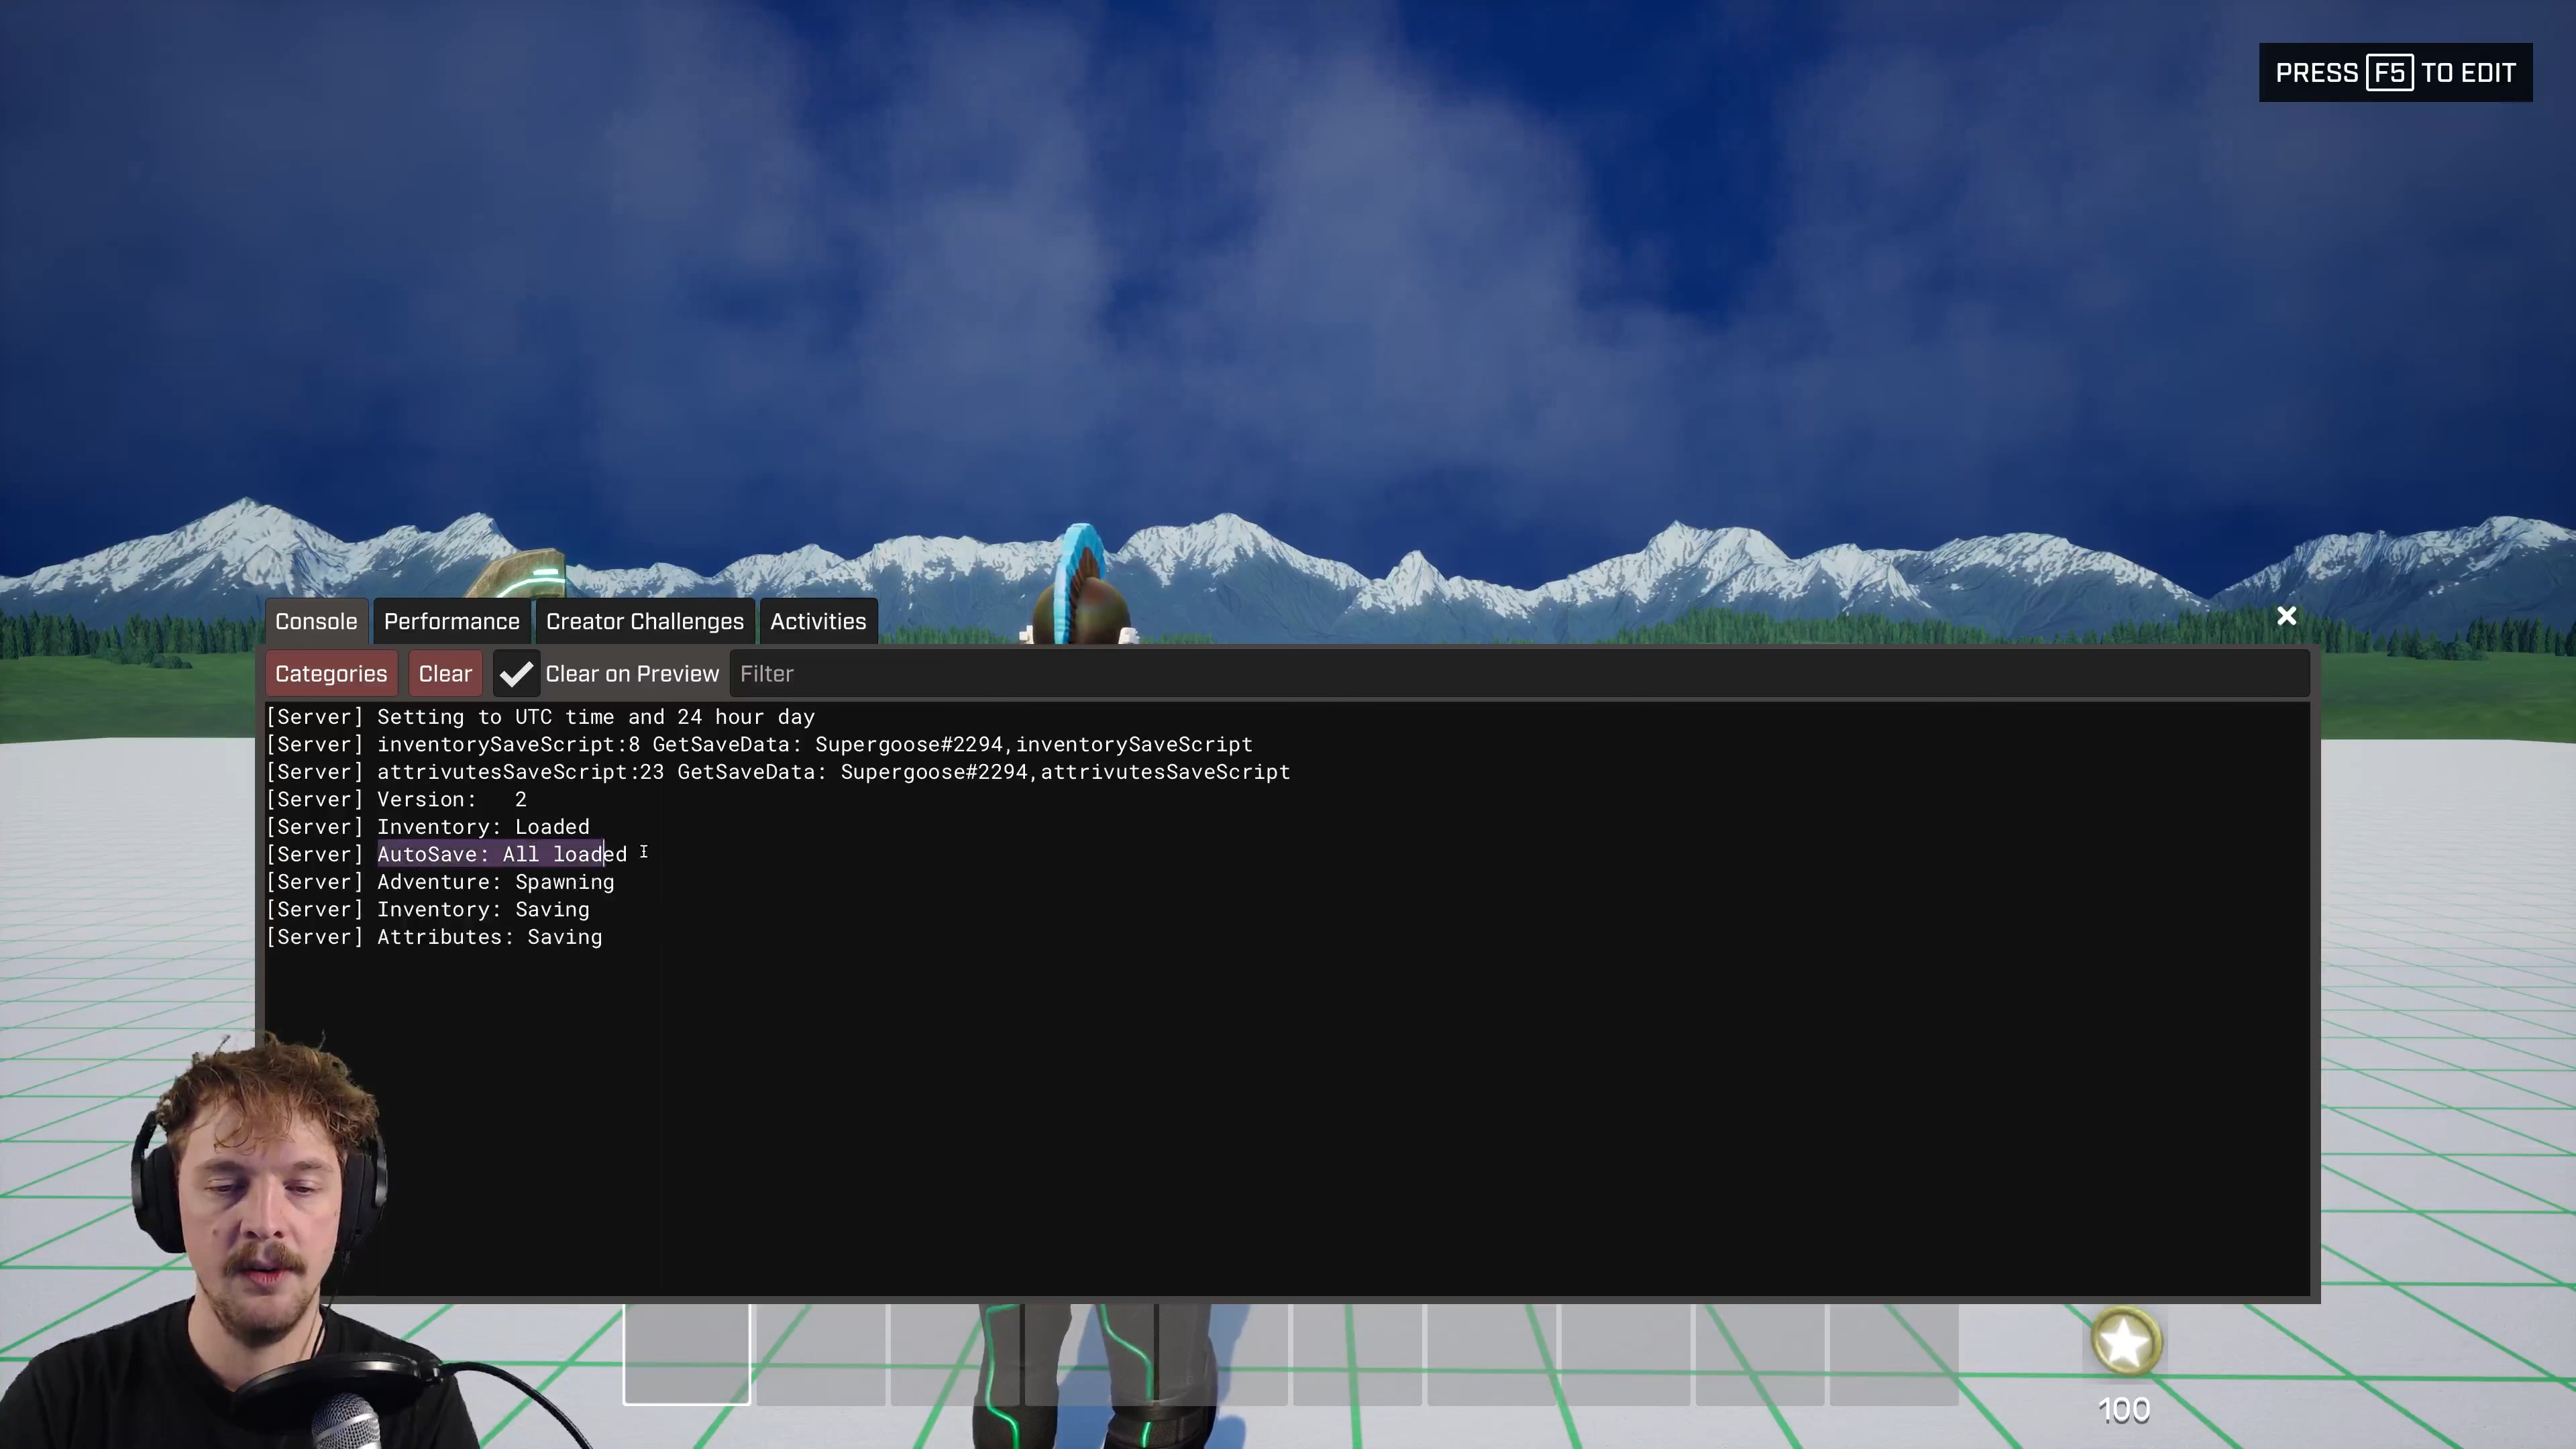 PRESS F5 TO EDIT
Console Performance Creator Challenges Activities
Categories Clear Clear on Preview Filter
[Server] Setting to UTC time and 24 hour day
[Server] inventorySaveScript:8 GetSaveData: Supergoose#2294,inventorySaveScript
[Server] attrivutesSaveScript:23 GetSaveData: Supergoose#2294,attrivutesSaveScript
[Server] Version: 2
[Server] Inventory: Loaded
[Server] AutoSave: All loaded
[Server] Adventure: Spawning
[Server] Inventory: Saving
[Server] Attributes: Saving
100